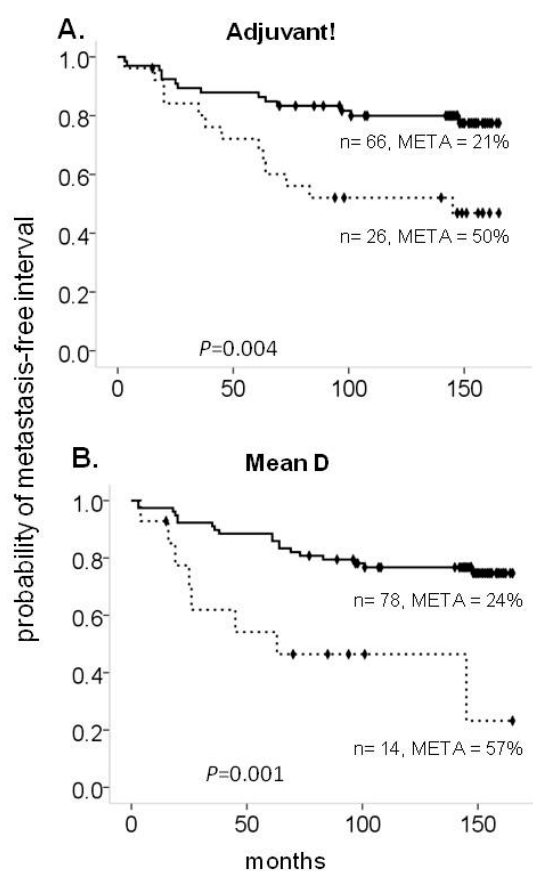 A.
Adjuvant!
1.0
0.8
n= 66, META = 21%
0.6
0.4
n= 26, META = 50%
0.2
P=0.004
0.0
0 50 100 150
probability of metastasis-free interval
B.
Mean D
1.0
0.8
n= 78, META = 24%
0.6
0.4
0.2
n= 14, META = 57%
P=0.001
0.0
0 50 100 150
months